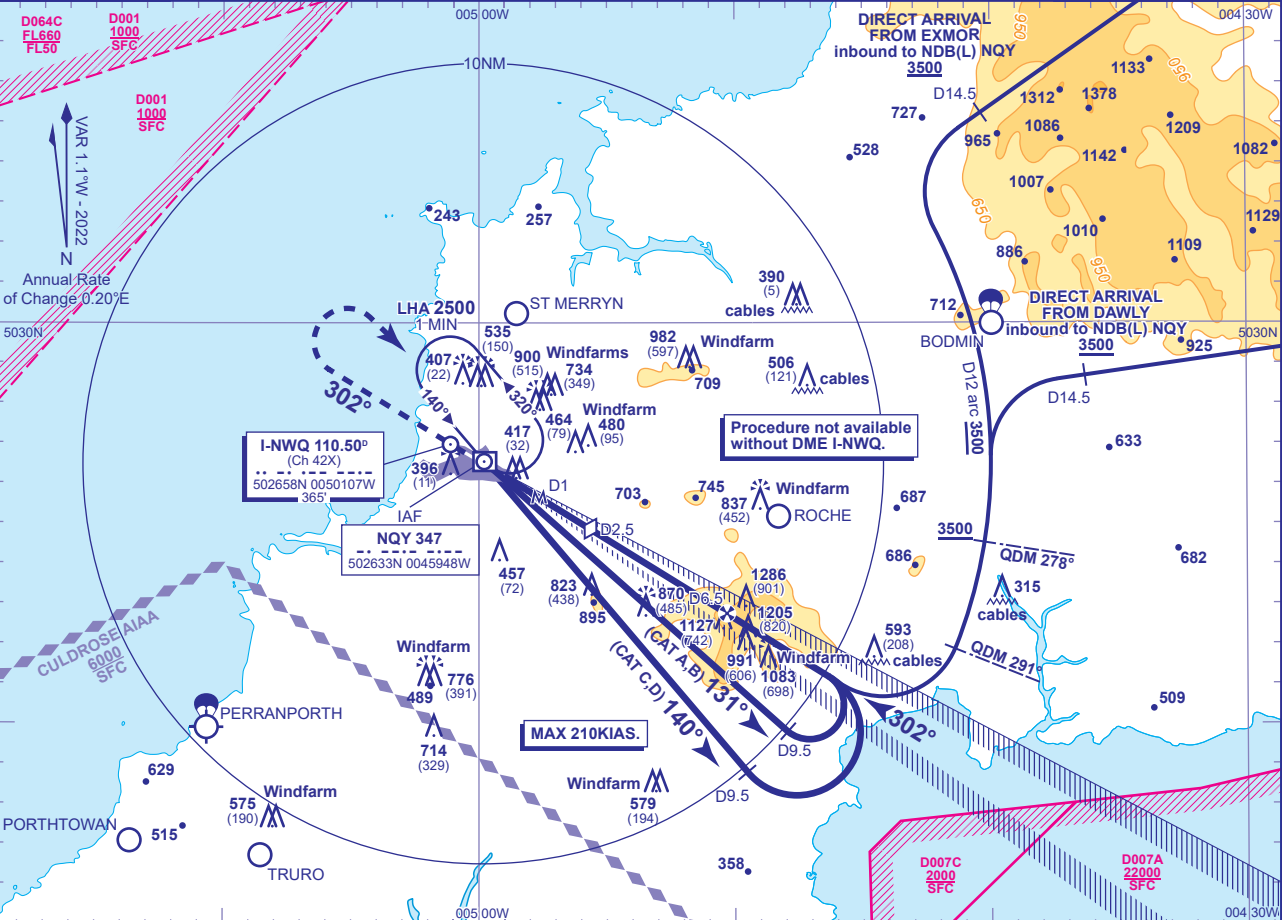 D064C
FL660
FL50
D001
1000
SFC
005 00W
DIRECT ARRIVAL
FROM EXMOR
inbound to NDB(L) NQY
3500
950
004 30W
D001
1000
SFC
10NM
1133
950
VAR 1.1°W - 2022
N
Annual Rate
of Change 0.20°E
D14.5
1312
1378
727
1086
1209
965
528
1142
1082
1007
650
243
257
1010
1129
886
1109
950
390
(5)
cables
LHA 2500
1 MIN
ST MERRYN
712
DIRECT ARRIVAL
FROM DAWLY
inbound to NDB(L) NQY
3500
5030N
5030N
BODMIN
925
535
(150)
407
(22)
900
(515)
Windfarms
734
(349)
982
(597)
Windfarm
709
506
(121)
cables
D12 arc 3500
D14.5
302°
140°
320°
464
(79)
Windfarm
480
(95)
417
(32)
Procedure not available
without DME I-NWQ.
633
I-NWQ 110.50D
(Ch 42X)
.. -. .-- --.-
502658N 0050107W
365'
396
(11)
IAF
D1
703
745
837
(452)
Windfarm
ROCHE
687
NQY 347
-. --.- -.--
502633N 0045948W
D2.5
3500
QDM 278°
686
682
457
(72)
823
(438)
895
870
(485)
D6.5
1286
(901)
1205
(820)
1127
(742)
991
(606)
Windfarm
1083
(698)
315
cables
593
(208)
cables
QDM 291°
CULDROSE AIAA
6000
SFC
Windfarm
776
(391)
489
(CAT A,B) 131°
(CAT C,D) 140°
302°
509
PERRANPORTH
714
(329)
MAX 210KIAS.
D9.5
D9.5
629
Windfarm
575
(190)
Windfarm
579
(194)
PORTHTOWAN
515
TRURO
358
D007C
2000
SFC
D007A
22000
SFC
005 00W
004 30W